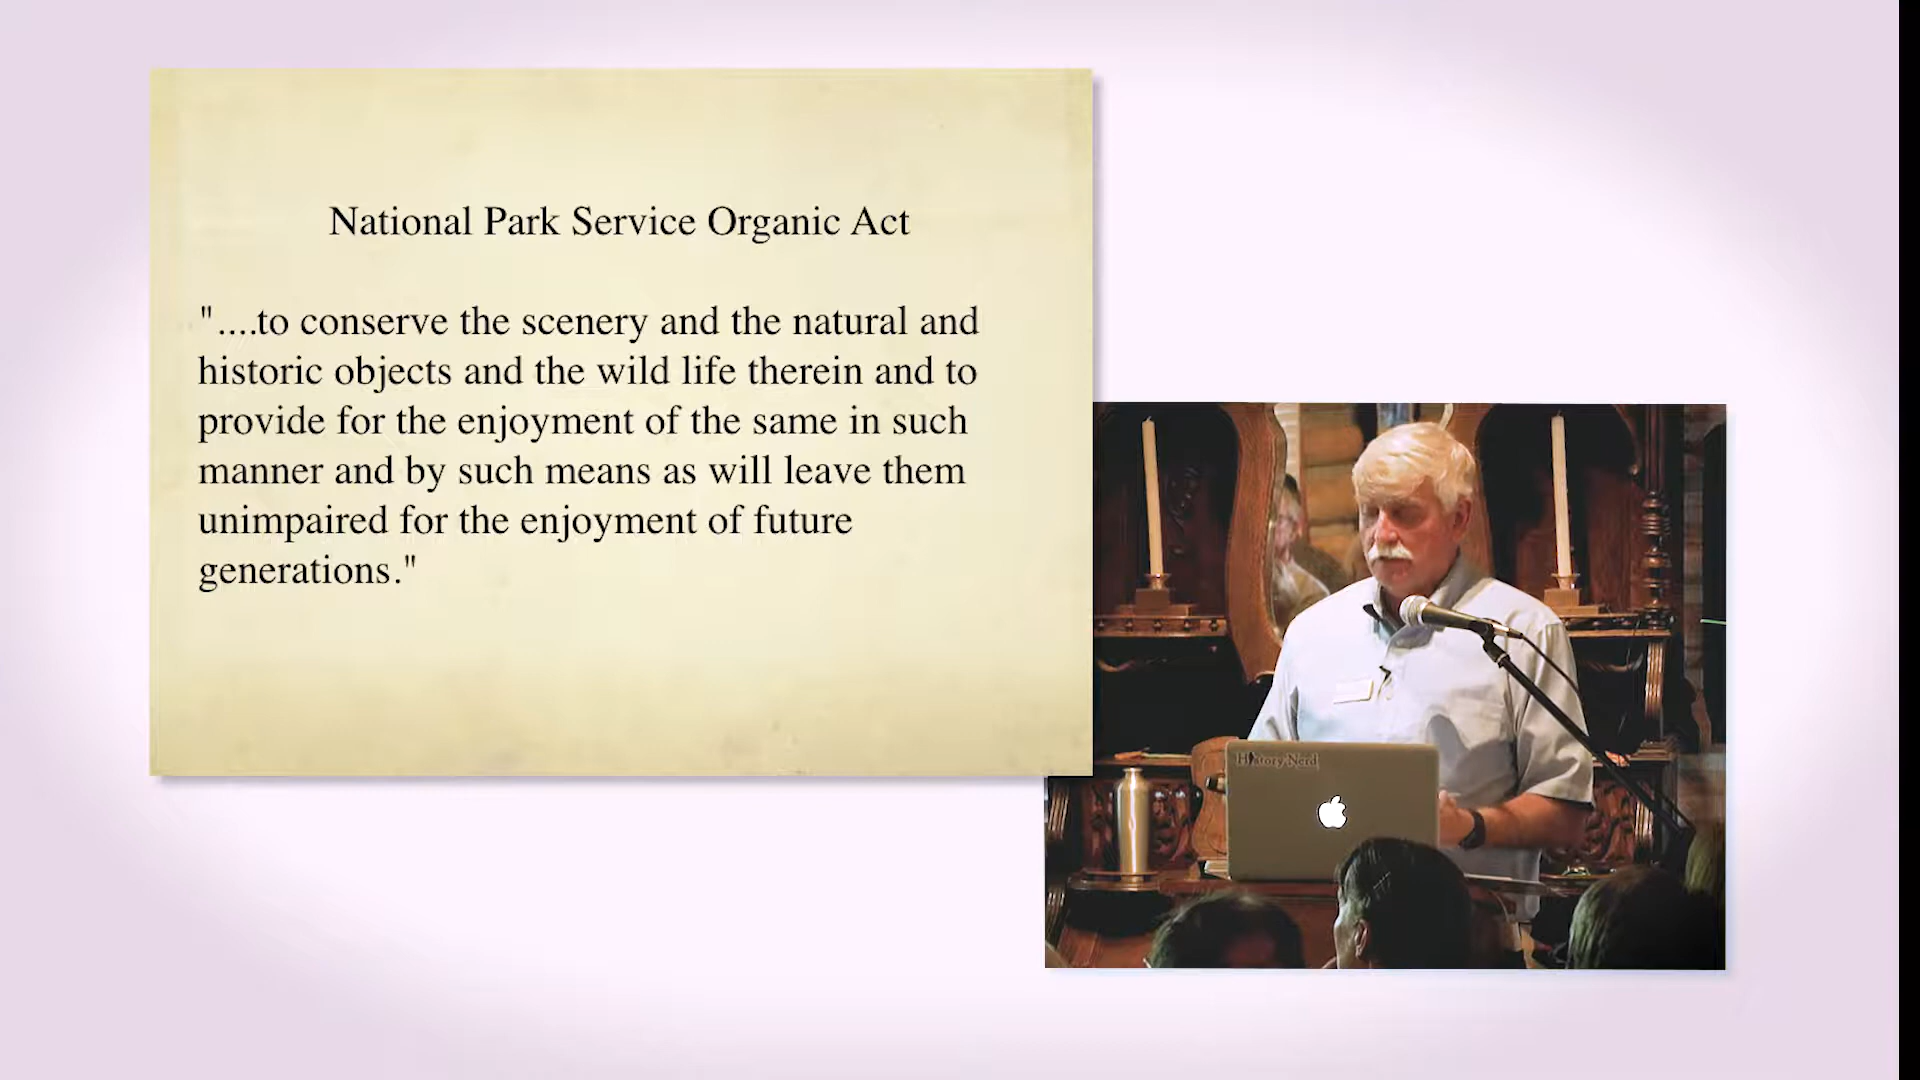 National Park Service Organic Act
"....to conserve the scenery and the natural and
historic objects and the wild life therein and to
provide for the enjoyment of the same in such
manner and by such means as will leave them
unimpaired for the enjoyment of future
generations."
History Nerd